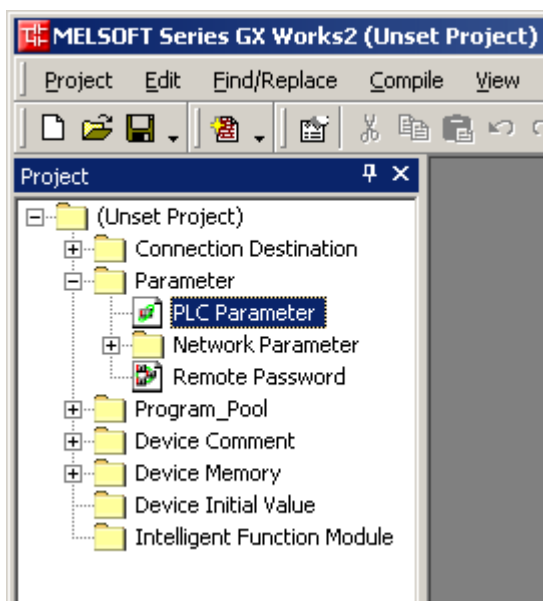 MELSOFT Series GX Works2 (Unset Project)
Project Edit Find/Replace Compile View
Project
(Unset Project)
Connection Destination
Parameter
PLC Parameter
Network Parameter
Remote Password
Program_Pool
Device Comment
Device Memory
Device Initial Value
Intelligent Function Module